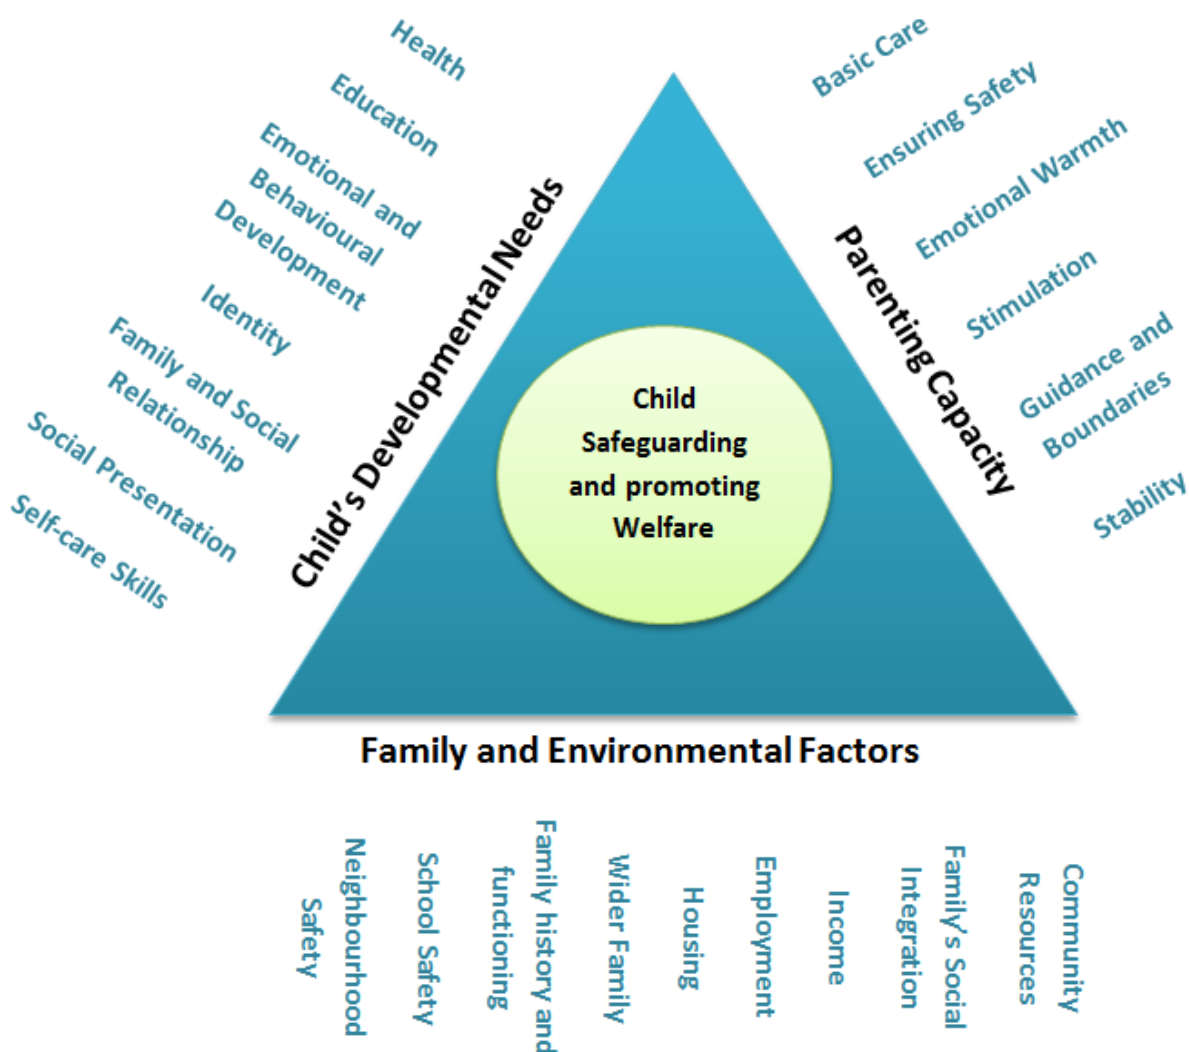 Health
Education
Emotional and
Behavioural
Development
Identity
Family and Social
Relationship
Social Presentation
Self-care Skills
Child's Developmental Needs
Basic Care
Ensuring Safety
Emotional Warmth
Stimulation
Guidance and
Boundaries
Stability
Parenting Capacity
Child
Safeguarding
and promoting
Welfare
Family and Environmental Factors
Neighbourhood
Safety
School Safety
Family history and
functioning
Wider Family
Housing
Employment
Income
Family's Social
Integration
Community
Resources